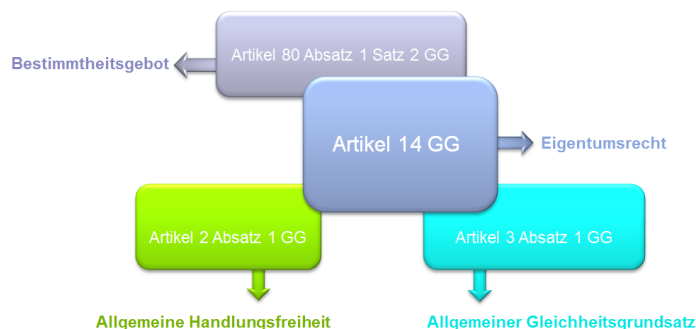 Artikel 80 Absatz 1 Satz 2 GG
Bestimmtheitsgebot
Artikel 14 GG
Eigentumsrecht
Artikel 2 Absatz 1 GG
Artikel 3 Absatz 1 GG
Allgemeine Handlungsfreiheit
Allgemeiner Gleichheitsgrundsatz